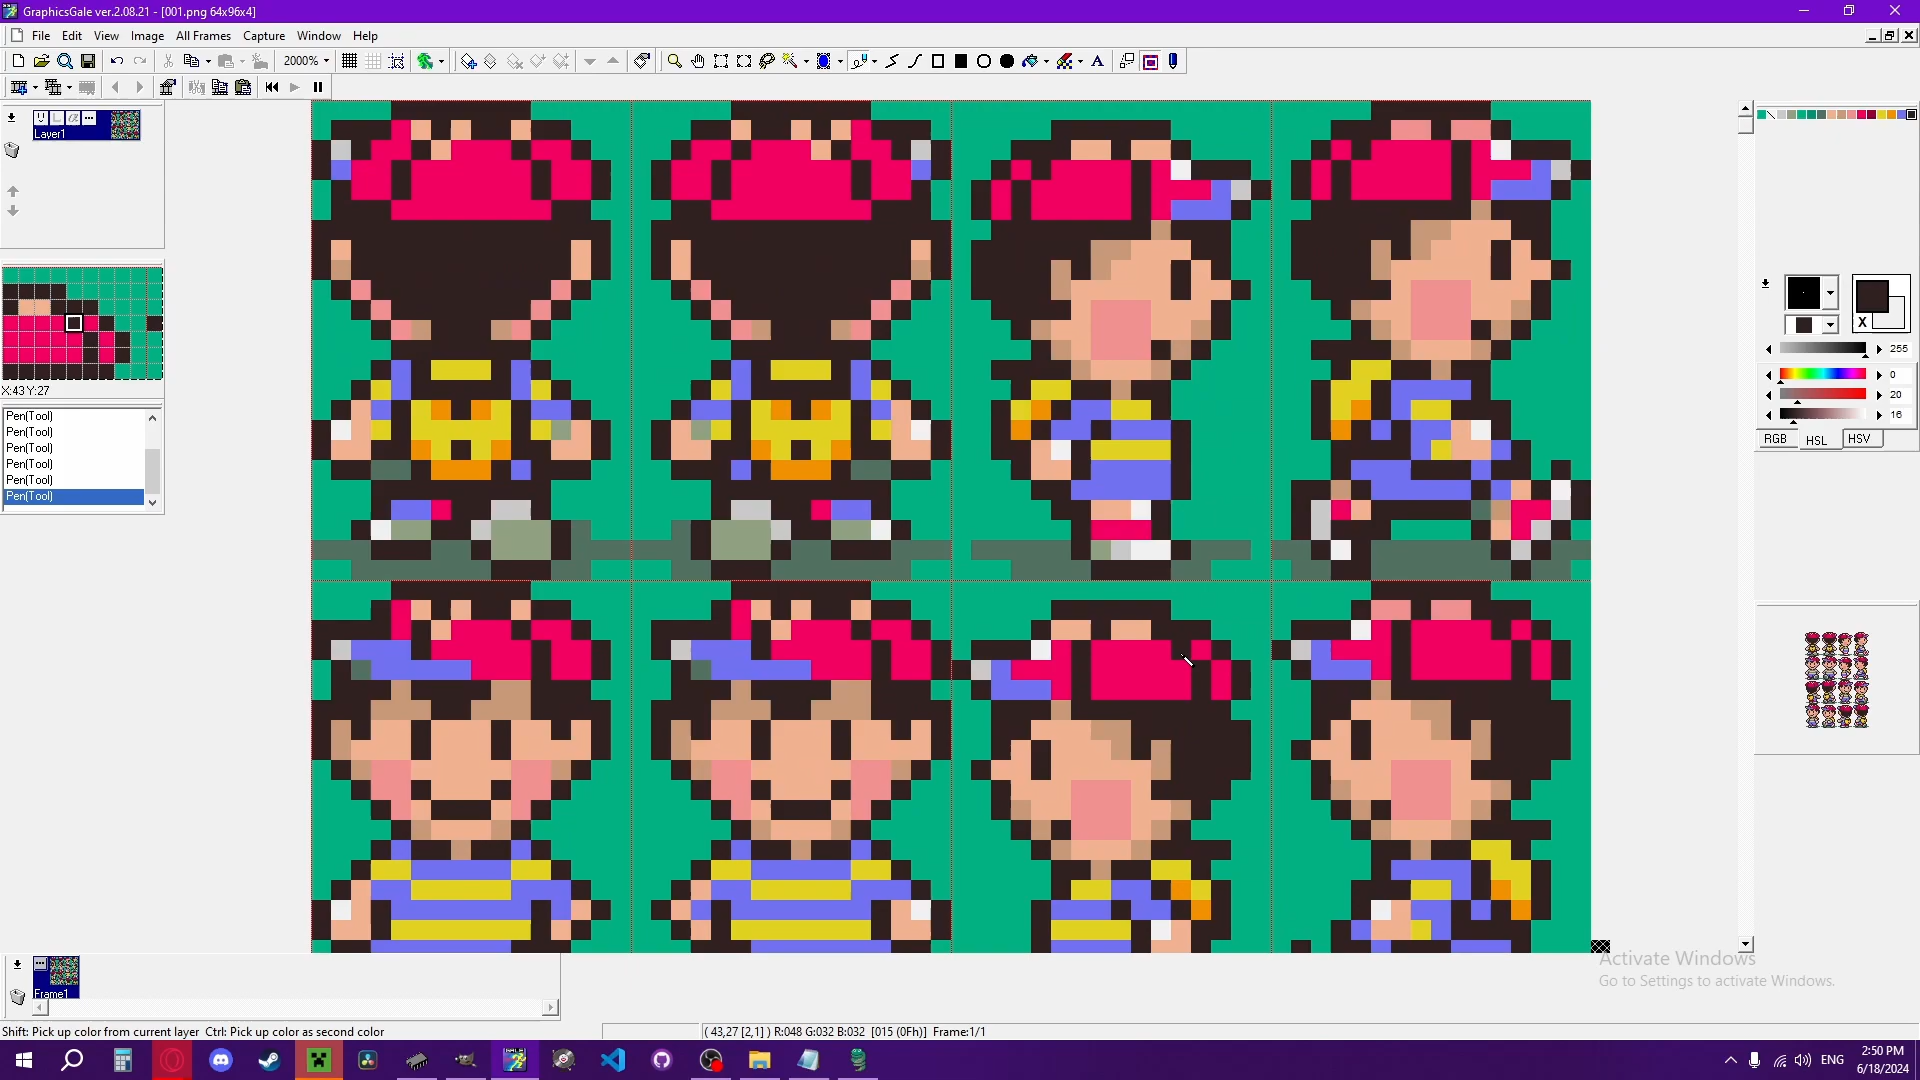 GraphicsGale ver.2.08.21 - [001.png 64x96x4]
File Edit View Image All Frames Capture Window Help
2000%
Layer1
X:43 Y:27
Pen(Tool)
Pen(Tool)
Pen(Tool)
Pen(Tool)
Pen(Tool)
Pen(Tool)
X
255
0
20
16
RGB HSL HSV
Frame1
Activate Windows
Go to Settings to activate Windows.
Shift: Pick up color from current layer Ctrl: Pick up color as second color
( 43,27 [2,1] ) R:048 G:032 B:032 [015 (0Fh)] Frame:1/1
ENG
2:50 PM
6/18/2024